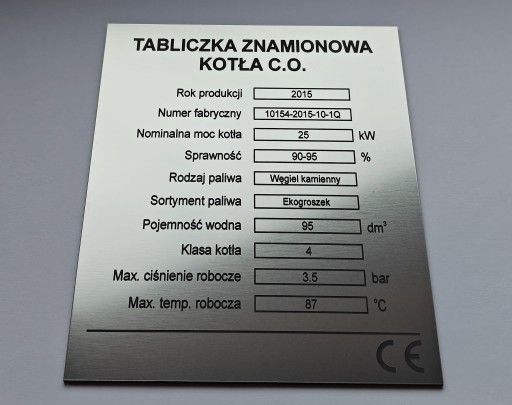 TABLICZKA ZNAMIONOWA
KOTŁA C.O.
Rok produkcji 2015
Numer fabryczny 10154-2015-10-1Q
Nominalna moc kotła 25 kW
Sprawność 90-95 %
Rodzaj paliwa Węgiel kamienny
Sortyment paliwa Ekogroszek
Pojemność wodna 95 dm³
Klasa kotła 4
Max. ciśnienie robocze 3.5 bar
Max. temp. robocza 87 °C
CE